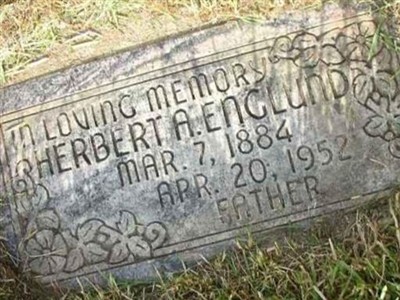 IN LOVING MEMORY
HERBERT A. ENGLUND
MAR. 7, 1884
APR. 20, 1952
FATHER